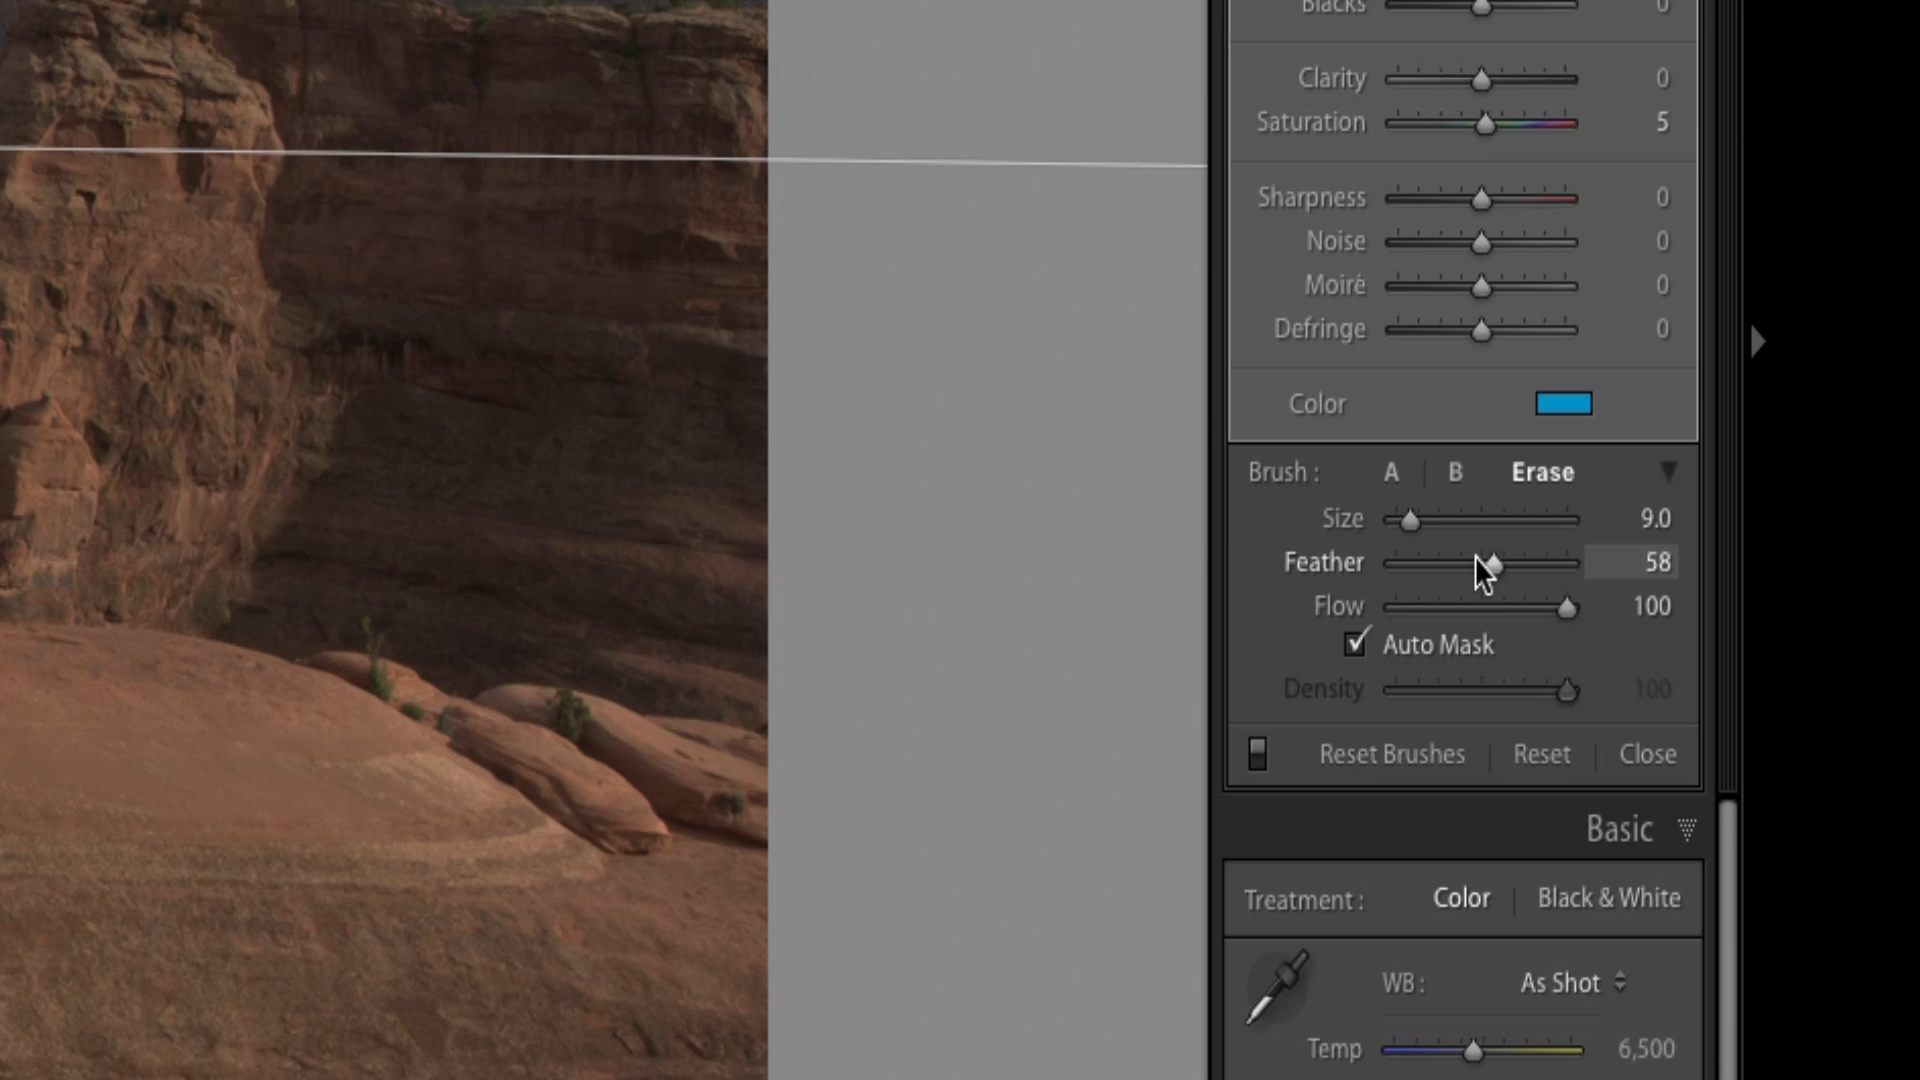 Blacks 0
Clarity 0
Saturation 5
Sharpness 0
Noise 0
Moiré 0
Defringe 0
Color
Brush : A | B Erase
Size 9.0
Feather 58
Flow 100
Auto Mask
Density 100
Reset Brushes | Reset | Close
Basic
Treatment : Color | Black & White
WB : As Shot
Temp 6,500